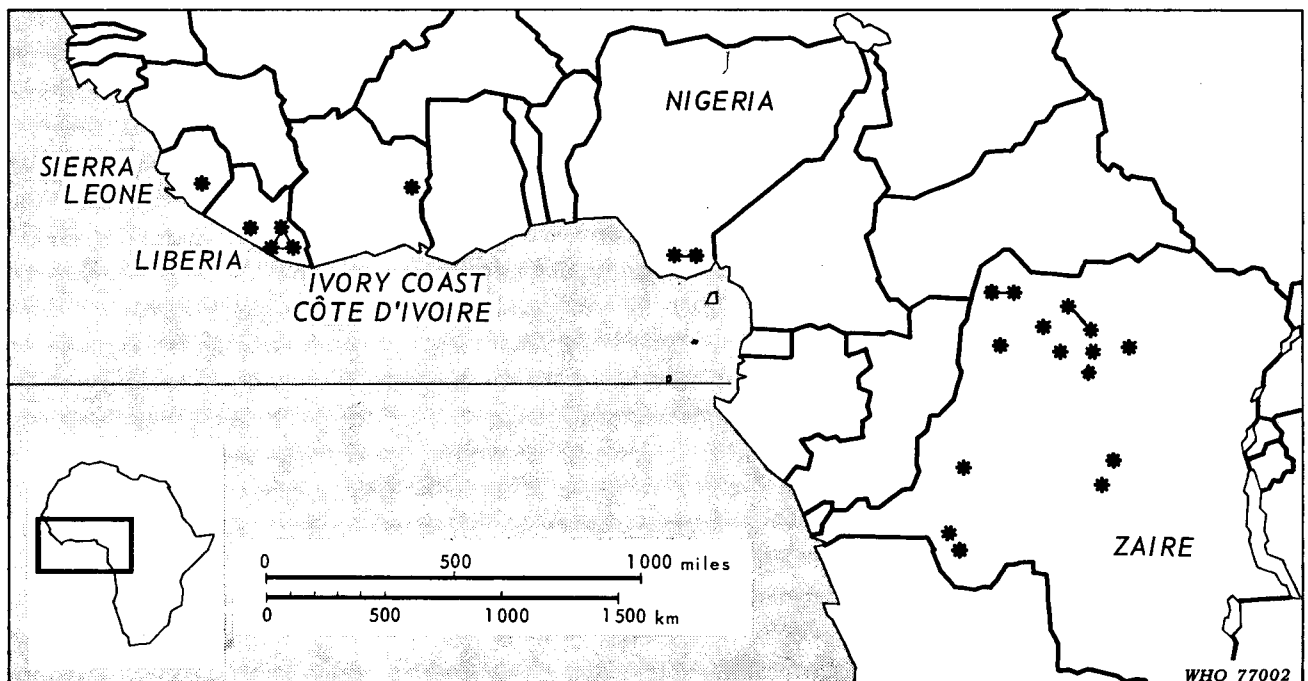 NIGERIA
SIERRA
LEONE
LIBERIA
IVORY COAST
CÔTE D'IVOIRE
ZAIRE
0 500 1000 miles
0 500 1000 1500 km
WHO 77002